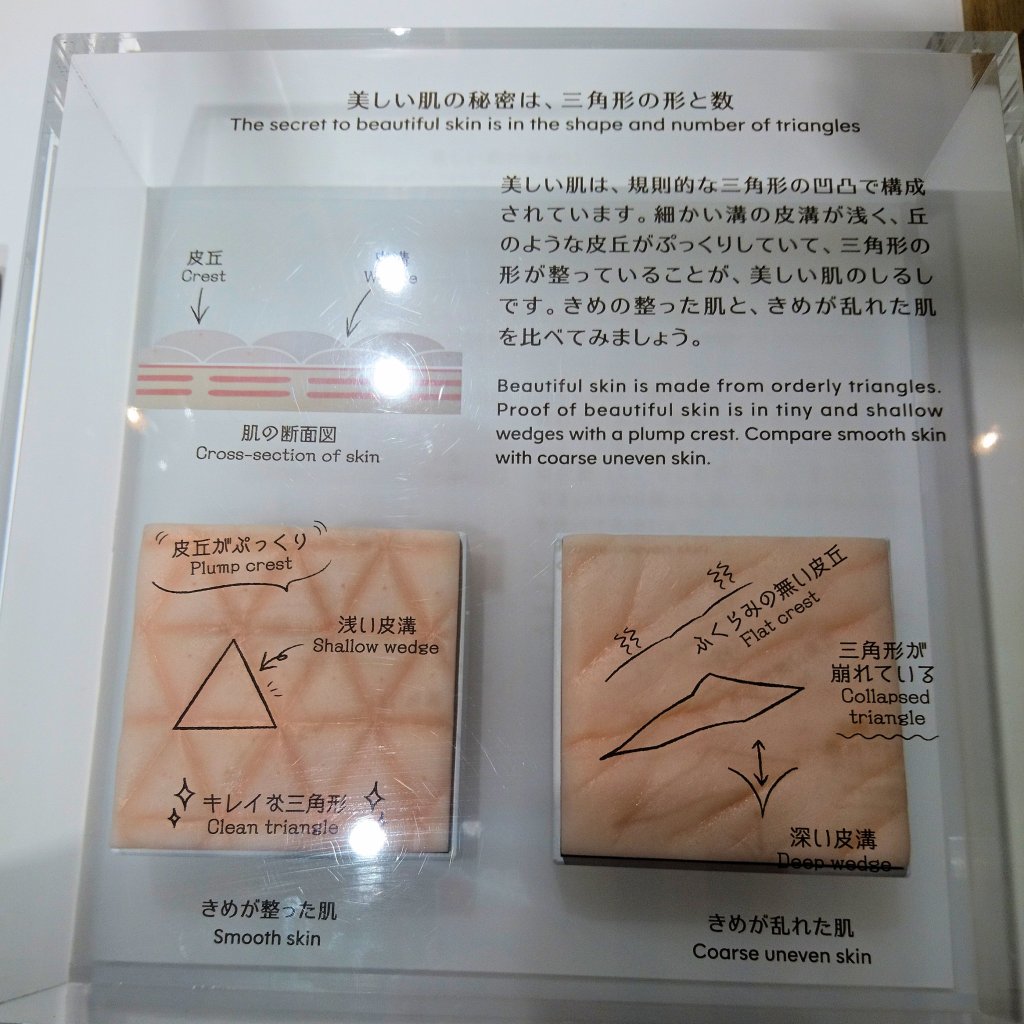 美しい肌の秘密は、三角形の形と数
The secret to beautiful skin is in the shape and number of triangles
美しい肌は、規則的な三角形の凹凸で構成
されています。細かい溝の皮溝が浅く、丘
のような皮丘がぷっくりしていて、三角形の
形が整っていることが、美しい肌のしるし
です。きめの整った肌と、きめが乱れた肌
を比べてみましょう。
Beautiful skin is made from orderly triangles.
Proof of beautiful skin is in tiny and shallow
wedges with a plump crest. Compare smooth skin
with coarse uneven skin.
皮丘
Crest
肌の断面図
Cross-section of skin
皮丘がぷっくり
Plump crest
浅い皮溝
Shallow wedge
キレイな三角形
Clean triangle
きめが整った肌
Smooth skin
ふくらみの無い皮丘
Flat crest
三角形が
崩れている
Collapsed
triangle
深い皮溝
Deep wedge
きめが乱れた肌
Coarse uneven skin